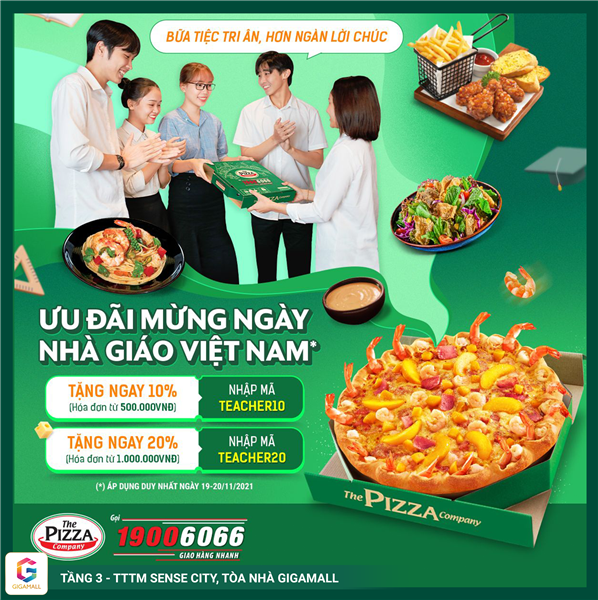 BỮA TIỆC TRI ÂN, HƠN NGÀN LỜI CHÚC
The
PIZZA
Company
ƯU ĐÃI MỪNG NGÀY
NHÀ GIÁO VIỆT NAM*
TẶNG NGAY 10%
(Hóa đơn từ 500.000VNĐ)
NHẬP MÃ
TEACHER10
TẶNG NGAY 20%
(Hóa đơn từ 1.000.000VNĐ)
NHẬP MÃ
TEACHER20
(*) ÁP DỤNG DUY NHẤT NGÀY 19-20/11/2021
The PIZZA Company
The
PIZZA
Company
Gọi
19006066
GIAO HÀNG NHANH
GIGAMALL
TẦNG 3 - TTTM SENSE CITY, TÒA NHÀ GIGAMALL